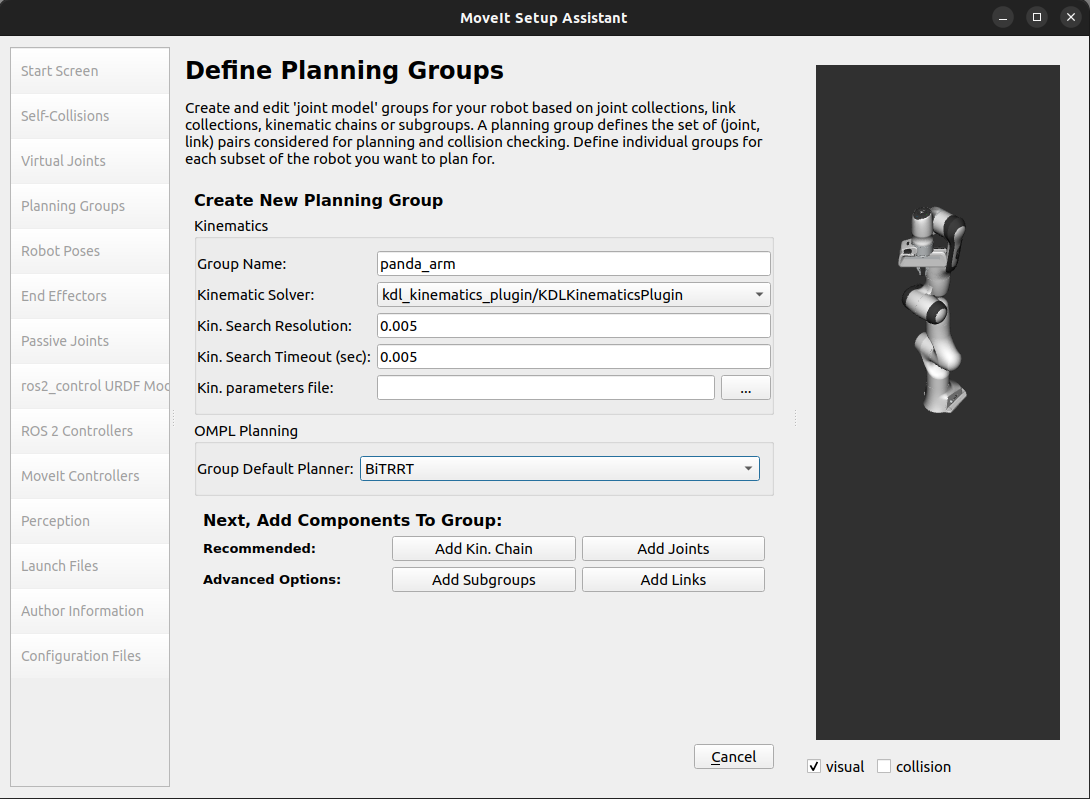 MoveIt Setup Assistant
Start Screen
Self-Collisions
Virtual Joints
Planning Groups
Robot Poses
End Effectors
Passive Joints
ros2_control URDF Moc
ROS 2 Controllers
MoveIt Controllers
Perception
Launch Files
Author Information
Configuration Files
Define Planning Groups
Create and edit 'joint model' groups for your robot based on joint collections, link
collections, kinematic chains or subgroups. A planning group defines the set of (joint,
link) pairs considered for planning and collision checking. Define individual groups for
each subset of the robot you want to plan for.
Create New Planning Group
Kinematics
Group Name: panda_arm
Kinematic Solver: kdl_kinematics_plugin/KDLKinematicsPlugin
Kin. Search Resolution: 0.005
Kin. Search Timeout (sec): 0.005
Kin. parameters file: ...
OMPL Planning
Group Default Planner: BiTRRT
Next, Add Components To Group:
Recommended: Add Kin. Chain Add Joints
Advanced Options: Add Subgroups Add Links
Cancel
visual collision